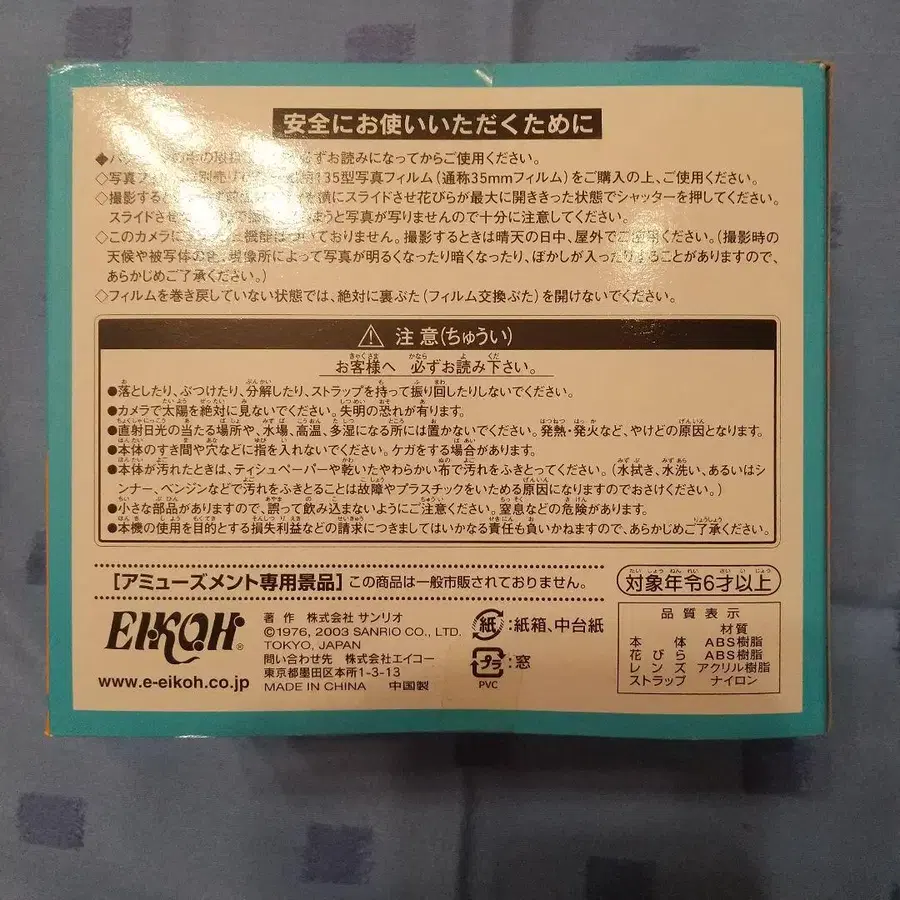 安全にお使いいただくために
必ずお読みになってからご使用ください。
◇写真フィルム 135型写真フィルム(通称35mmフィルム)をご購入の上、ご使用ください。
◇撮影すると 横にスライドさせ花びらが最大に開ききった状態でシャッターを押してください。
スライドさせ うと写真が写りませんので十分に注意してください。
◇このカメラに 機能はついておりません。撮影するときは晴天の日中、屋外でご使用ください。(撮影時の
天候や被写体の 現像所によって写真が明るくなったり暗くなったり、ぼかしが入ったりすることがありますので、
あらかじめご了承ください。)
◇フィルムを巻き戻していない状態では、絶対に裏ぶた(フィルム交換ぶた)を開けないでください。
注意(ちゅうい)
お客様へ 必ずお読み下さい。
●落としたり、ぶつけたり、分解したり、ストラップを持って振り回したりしないでください。
●カメラで太陽を絶対に見ないでください。失明の恐れが有ります。
●直射日光の当たる場所や、水場、高温、多湿になる所には置かないでください。発熱・発火など、やけどの原因となります。
●本体のすき間や穴などに指を入れないでください。ケガをする場合があります。
●本体が汚れたときは、ティシュペーパーや乾いたやわらかい布で汚れをふきとってください。(水拭き、水洗い、あるいはシ
ンナー、ベンジンなどで汚れをふきとることは故障やプラスチックをいためる原因になりますのでおさけください。)
●小さな部品がありますので、誤って飲み込まないようにご注意ください。窒息などの危険があります。
●本機の使用を目的とする損失利益などの請求につきましてはいかなる責任も負いかねますので、あらかじめご了承ください。
【アミューズメント専用景品】この商品は一般市販されておりません。
対象年令6才以上
EIKOH®
www.e-eikoh.co.jp
著作 株式会社 サンリオ
©1976, 2003 SANRIO CO., LTD.
TOKYO, JAPAN
問い合わせ先 株式会社エイコー
東京都墨田区本所1-3-13
MADE IN CHINA 中国製
紙:紙箱、中台紙
プラ:窓
PVC
品質表示
材質
本体 ABS樹脂
花びら ABS樹脂
レンズ アクリル樹脂
ストラップ ナイロン